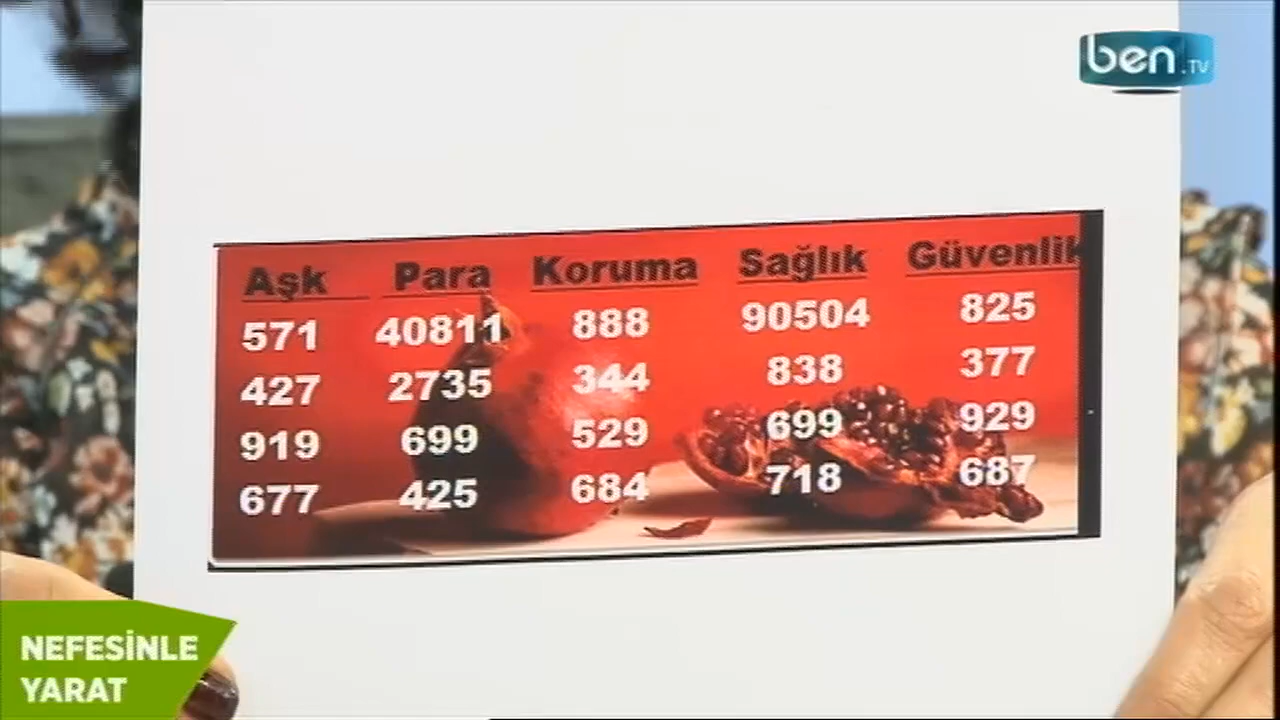 ben.TV
Aşk Para Koruma Sağlık Güvenlik
571 40811 888 90504 825
427 2735 344 838 377
919 699 529 699 929
677 425 684 718 687
NEFESİNLE
YARAT